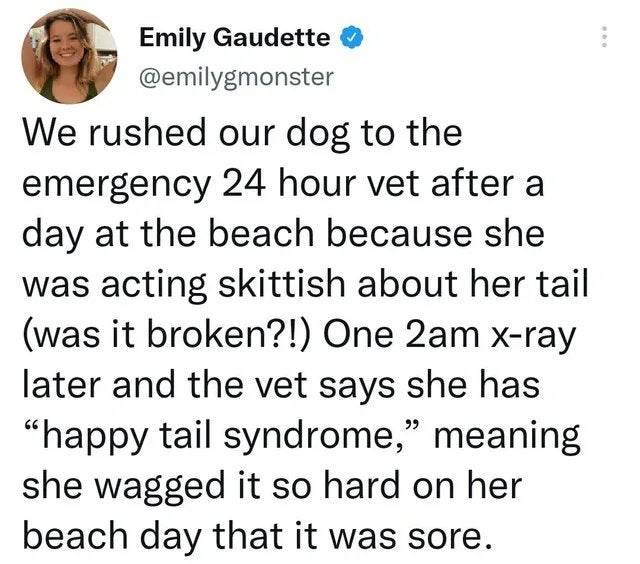 Emily Gaudette
@emilygmonster
We rushed our dog to the
emergency 24 hour vet after a
day at the beach because she
was acting skittish about her tail
(was it broken?!) One 2am x-ray
later and the vet says she has
“happy tail syndrome,” meaning
she wagged it so hard on her
beach day that it was sore.